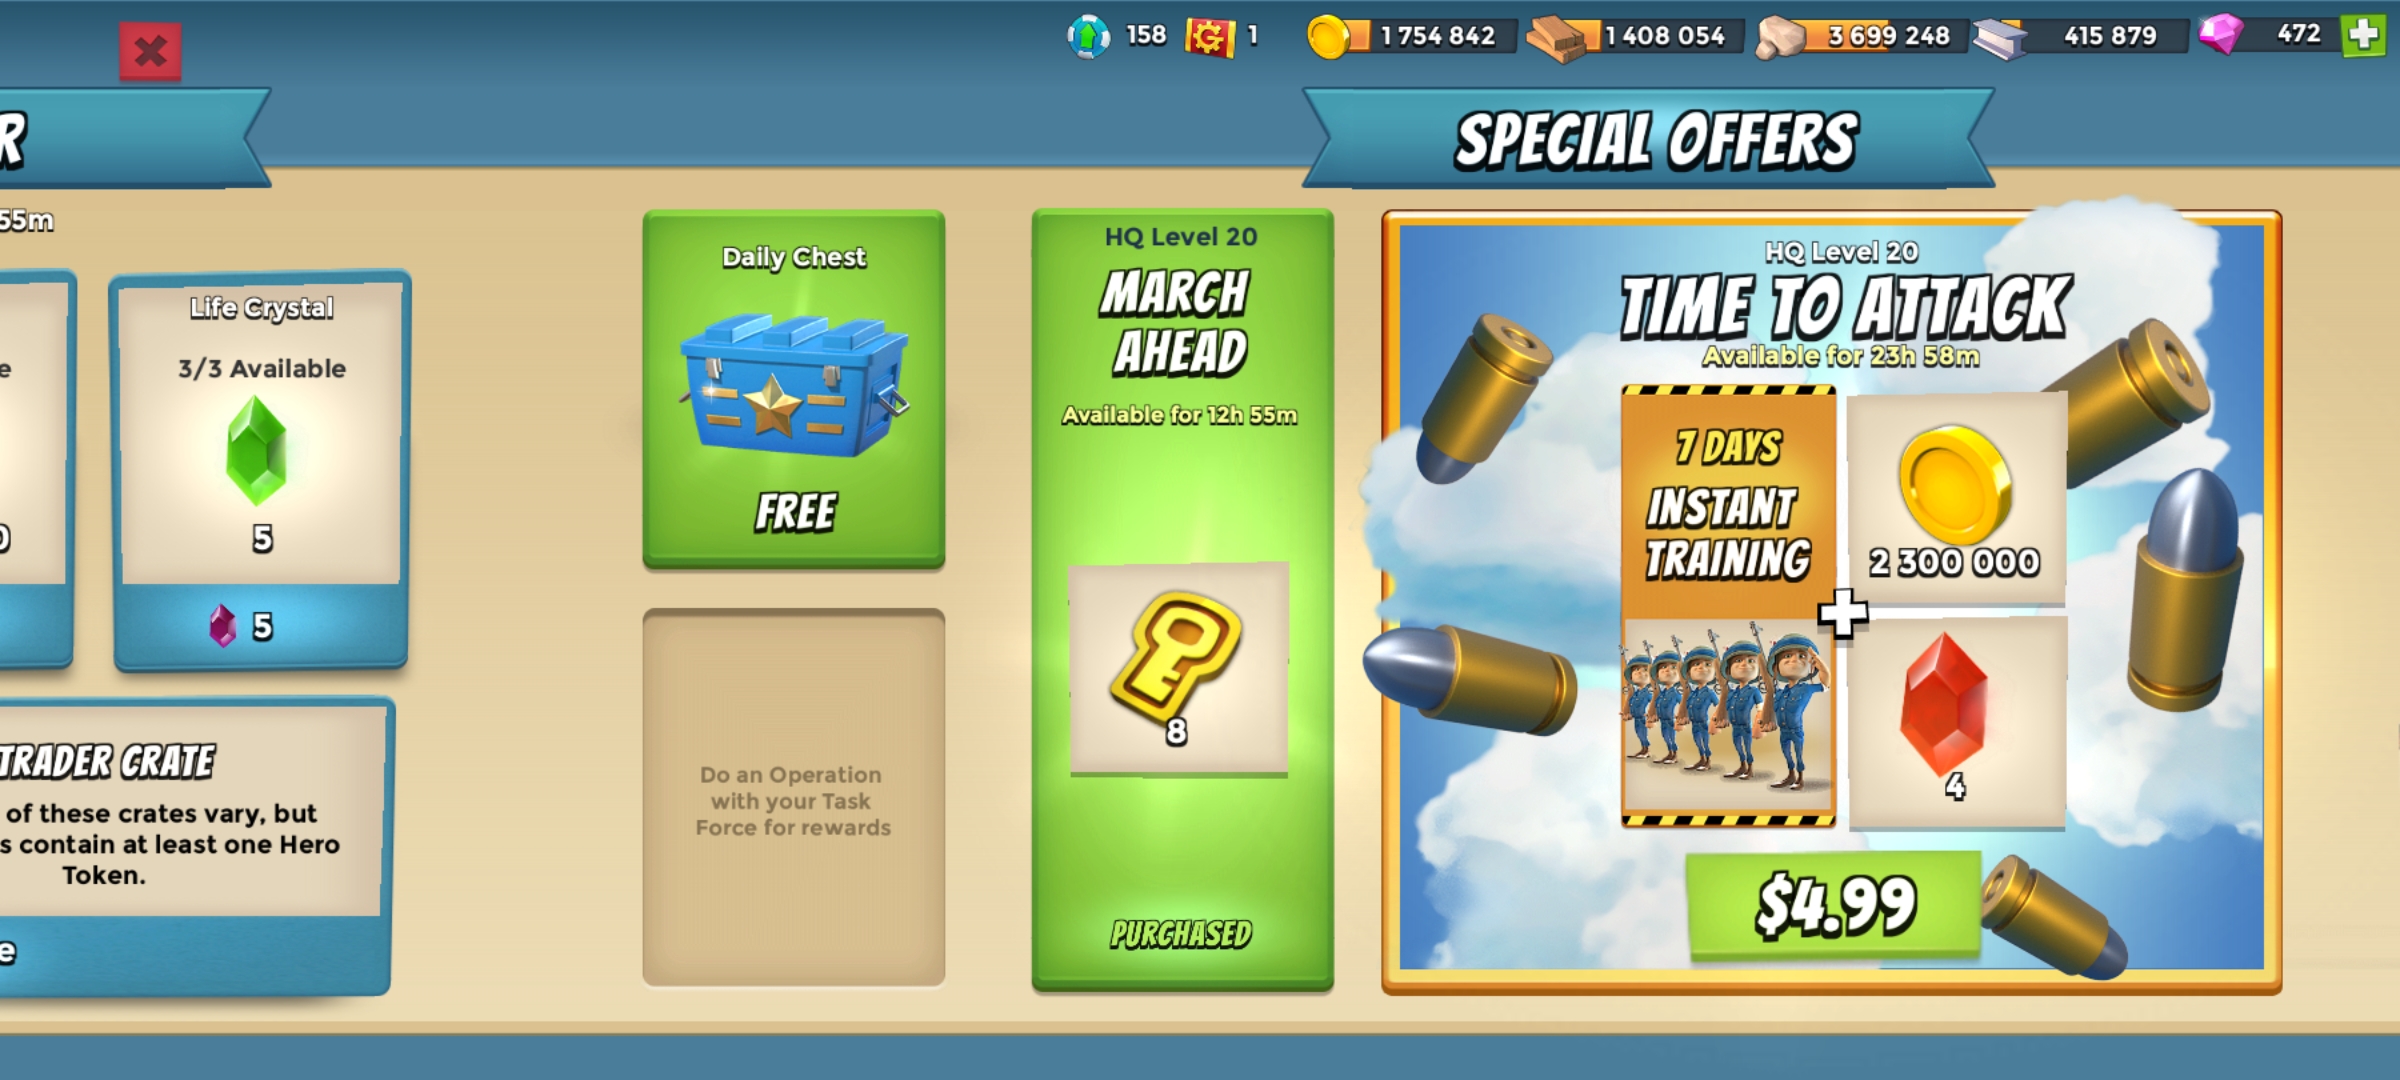 158
1
1 754 842
1 408 054
3 699 248
415 879
472
R
SPECIAL OFFERS
55m
e
Life Crystal
3/3 Available
5
5
TRADER CRATE
of these crates vary, but
s contain at least one Hero
Token.
e
Daily Chest
FREE
Do an Operation
with your Task
Force for rewards
HQ Level 20
MARCH
AHEAD
Available for 12h 55m
8
PURCHASED
HQ Level 20
TIME TO ATTACK
Available for 23h 58m
7 DAYS
INSTANT
TRAINING
2 300 000
4
$4.99